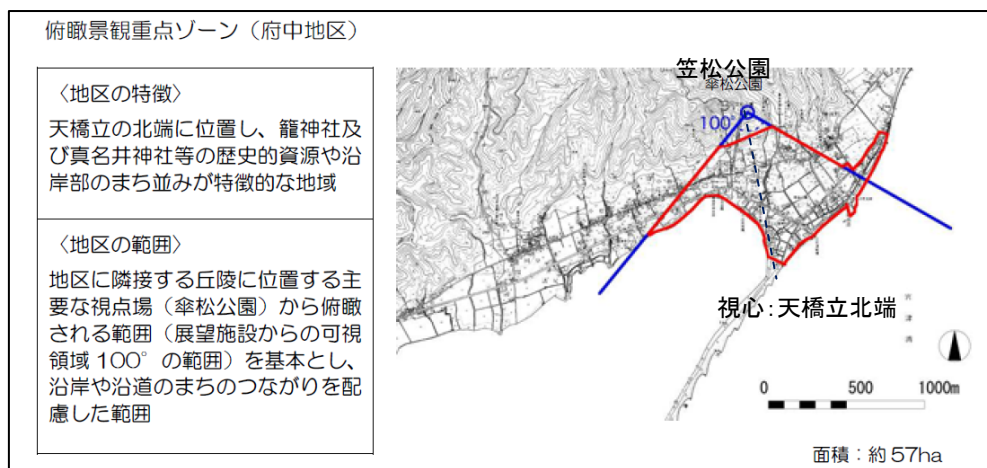 俯瞰景観重点ゾーン（府中地区）
〈地区の特徴〉
天橋立の北端に位置し、籠神社及
び真名井神社等の歴史的資源や沿
岸部のまち並みが特徴的な地域
〈地区の範囲〉
地区に隣接する丘陵に位置する主
要な視点場（傘松公園）から俯瞰
される範囲（展望施設からの可視
領域 100°の範囲）を基本とし、
沿岸や沿道のまちのつながりを配
慮した範囲
笠松公園
傘松公園
100°
視心：天橋立北端
0 500 1000m
面積：約 57ha